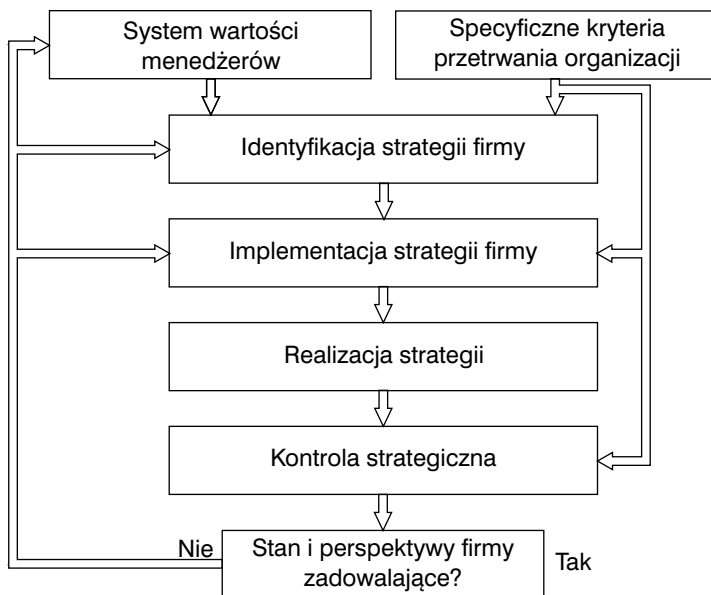 System wartości
menedżerów
Specyficzne kryteria
przetrwania organizacji
Identyfikacja strategii firmy
Implementacja strategii firmy
Realizacja strategii
Kontrola strategiczna
Nie
Stan i perspektywy firmy
zadowalające?
Tak